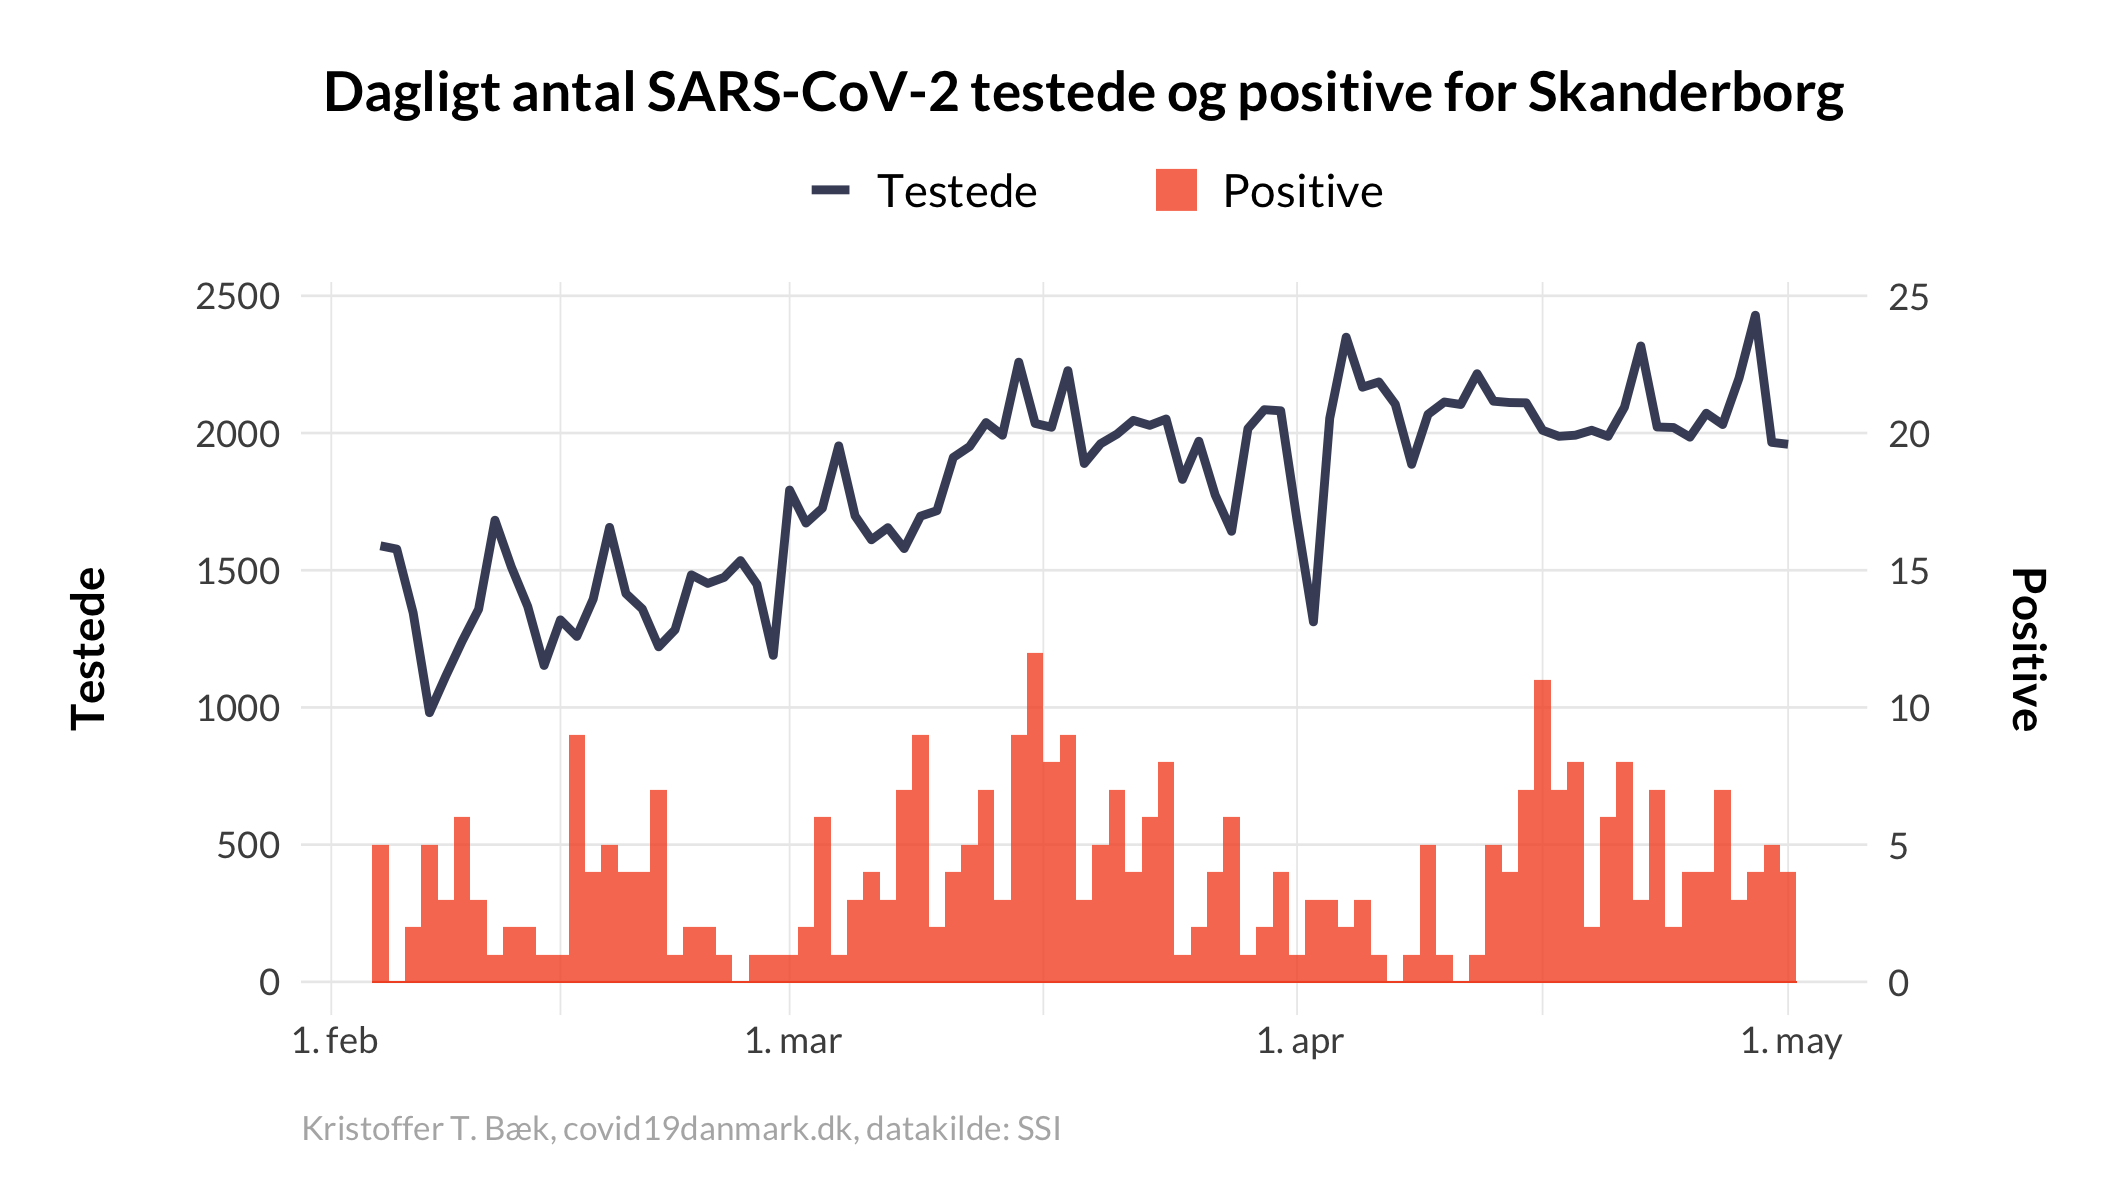 Dagligt antal SARS-CoV-2 testede og positive for Skanderborg
Testede
Positive
2500
2000
1500
1000
500
0
25
20
15
10
5
0
Testede
Positive
1. feb
1. mar
1. apr
1. may
Kristoffer T. Bæk, covid19danmark.dk, datakilde: SSI